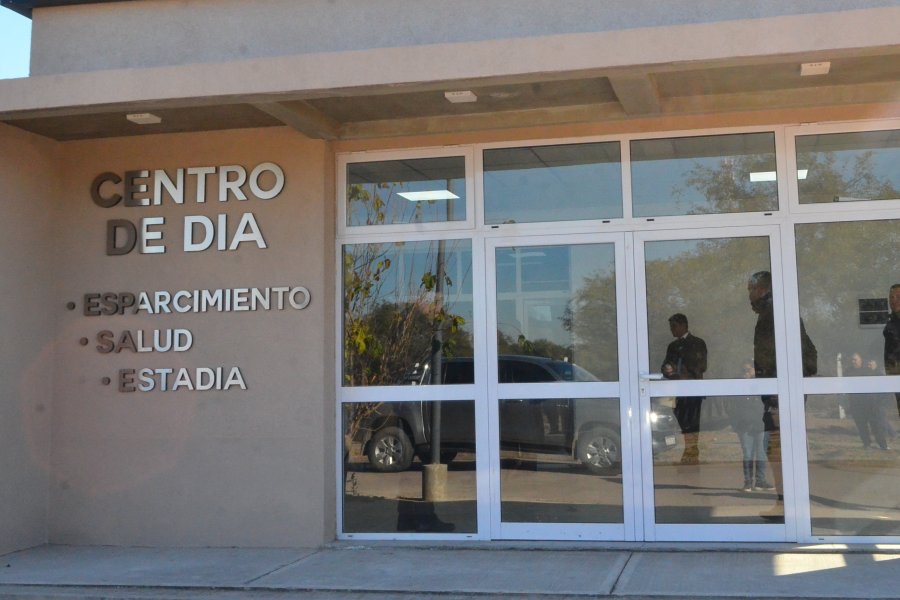 CENTRO
DE DIA
• ESPARCIMIENTO
• SALUD
• ESTADIA